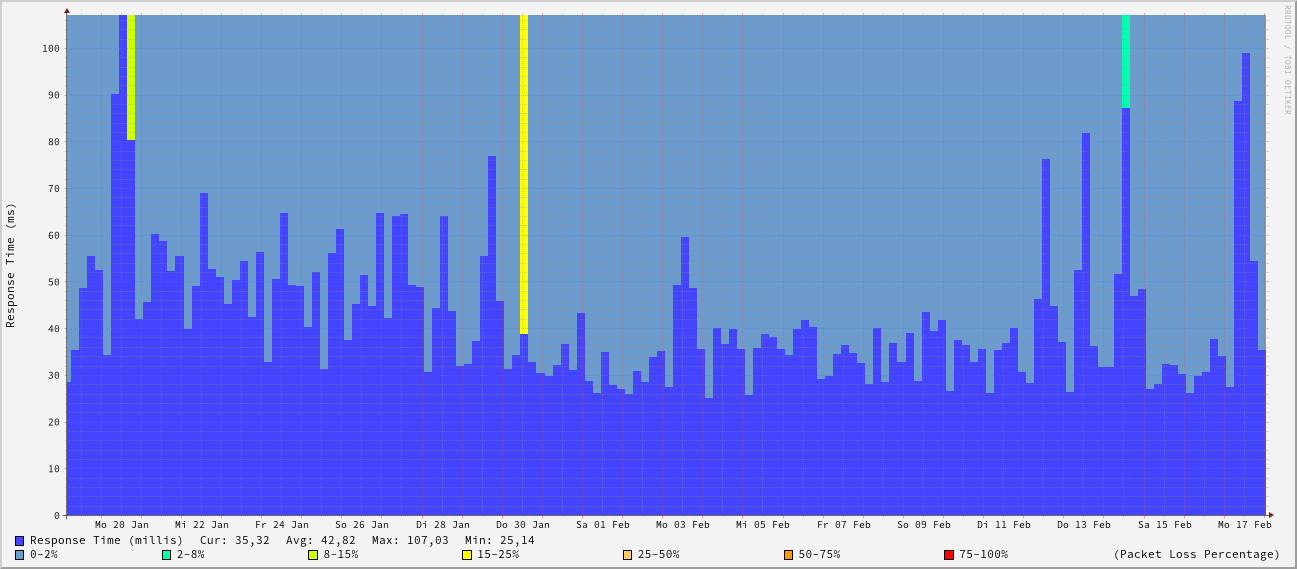 RRDTOOL / TOBI OETIKER
Response Time (ms)
100
90
80
70
60
50
40
30
20
10
0
Mo 20 Jan Mi 22 Jan Fr 24 Jan So 26 Jan Di 28 Jan Do 30 Jan Sa 01 Feb Mo 03 Feb Mi 05 Feb Fr 07 Feb So 09 Feb Di 11 Feb Do 13 Feb Sa 15 Feb Mo 17 Feb
Response Time (millis) Cur: 35,32 Avg: 42,82 Max: 107,03 Min: 25,14
0-2% 2-8% 8-15% 15-25% 25-50% 50-75% 75-100% (Packet Loss Percentage)